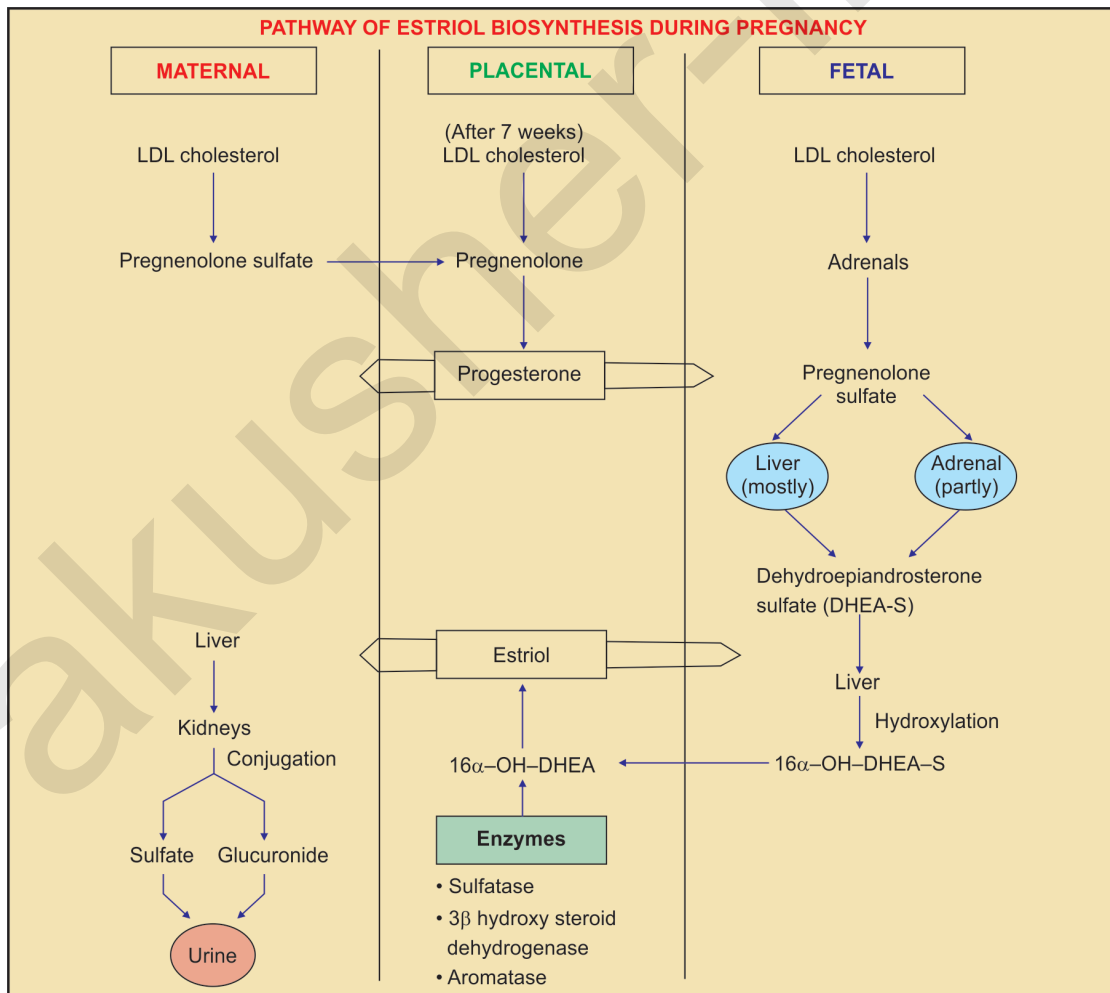 PATHWAY OF ESTRIOL BIOSYNTHESIS DURING PREGNANCY
MATERNAL
PLACENTAL
FETAL
(After 7 weeks)
LDL cholesterol
LDL cholesterol
LDL cholesterol
Pregnenolone sulfate
Pregnenolone
Adrenals
Progesterone
Pregnenolone
sulfate
Liver
(mostly)
Adrenal
(partly)
Dehydroepiandrosterone
sulfate (DHEA-S)
Liver
Estriol
Liver
Kidneys
Hydroxylation
Conjugation
16α–OH–DHEA
16α–OH–DHEA–S
Enzymes
Sulfate
Glucuronide
• Sulfatase
• 3β hydroxy steroid
dehydrogenase
• Aromatase
Urine
akusher-